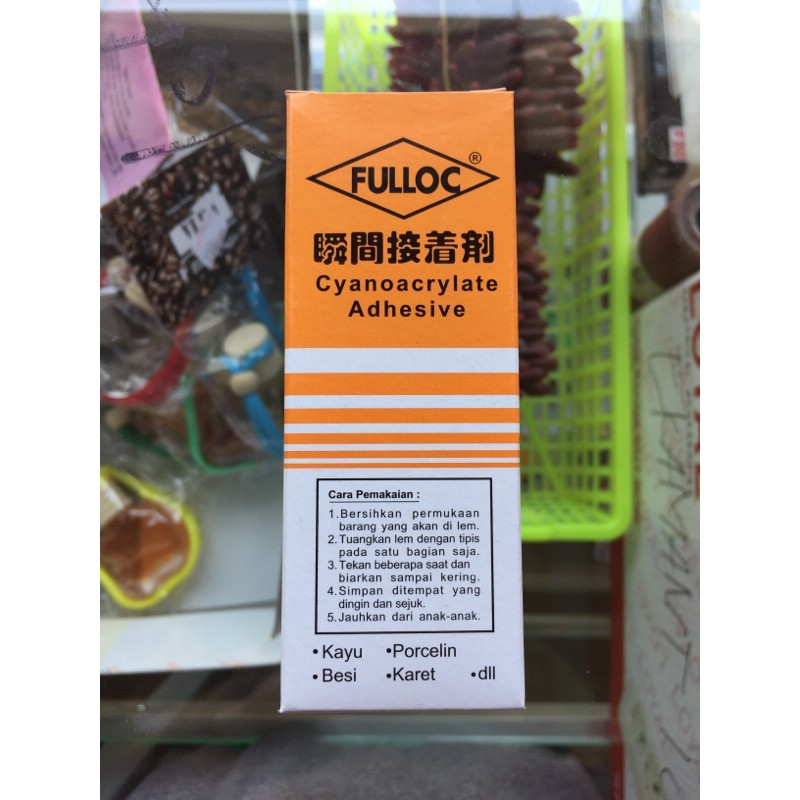 FULLOC ®
瞬間接着剤
Cyanoacrylate
Adhesive
Cara Pemakaian :
1. Bersihkan permukaan
barang yang akan di lem.
2. Tuangkan lem dengan tipis
pada satu bagian saja.
3. Tekan beberapa saat dan
biarkan sampai kering.
4. Simpan ditempat yang
dingin dan sejuk.
5. Jauhkan dari anak-anak.
•Kayu •Porcelin
•Besi •Karet •dll